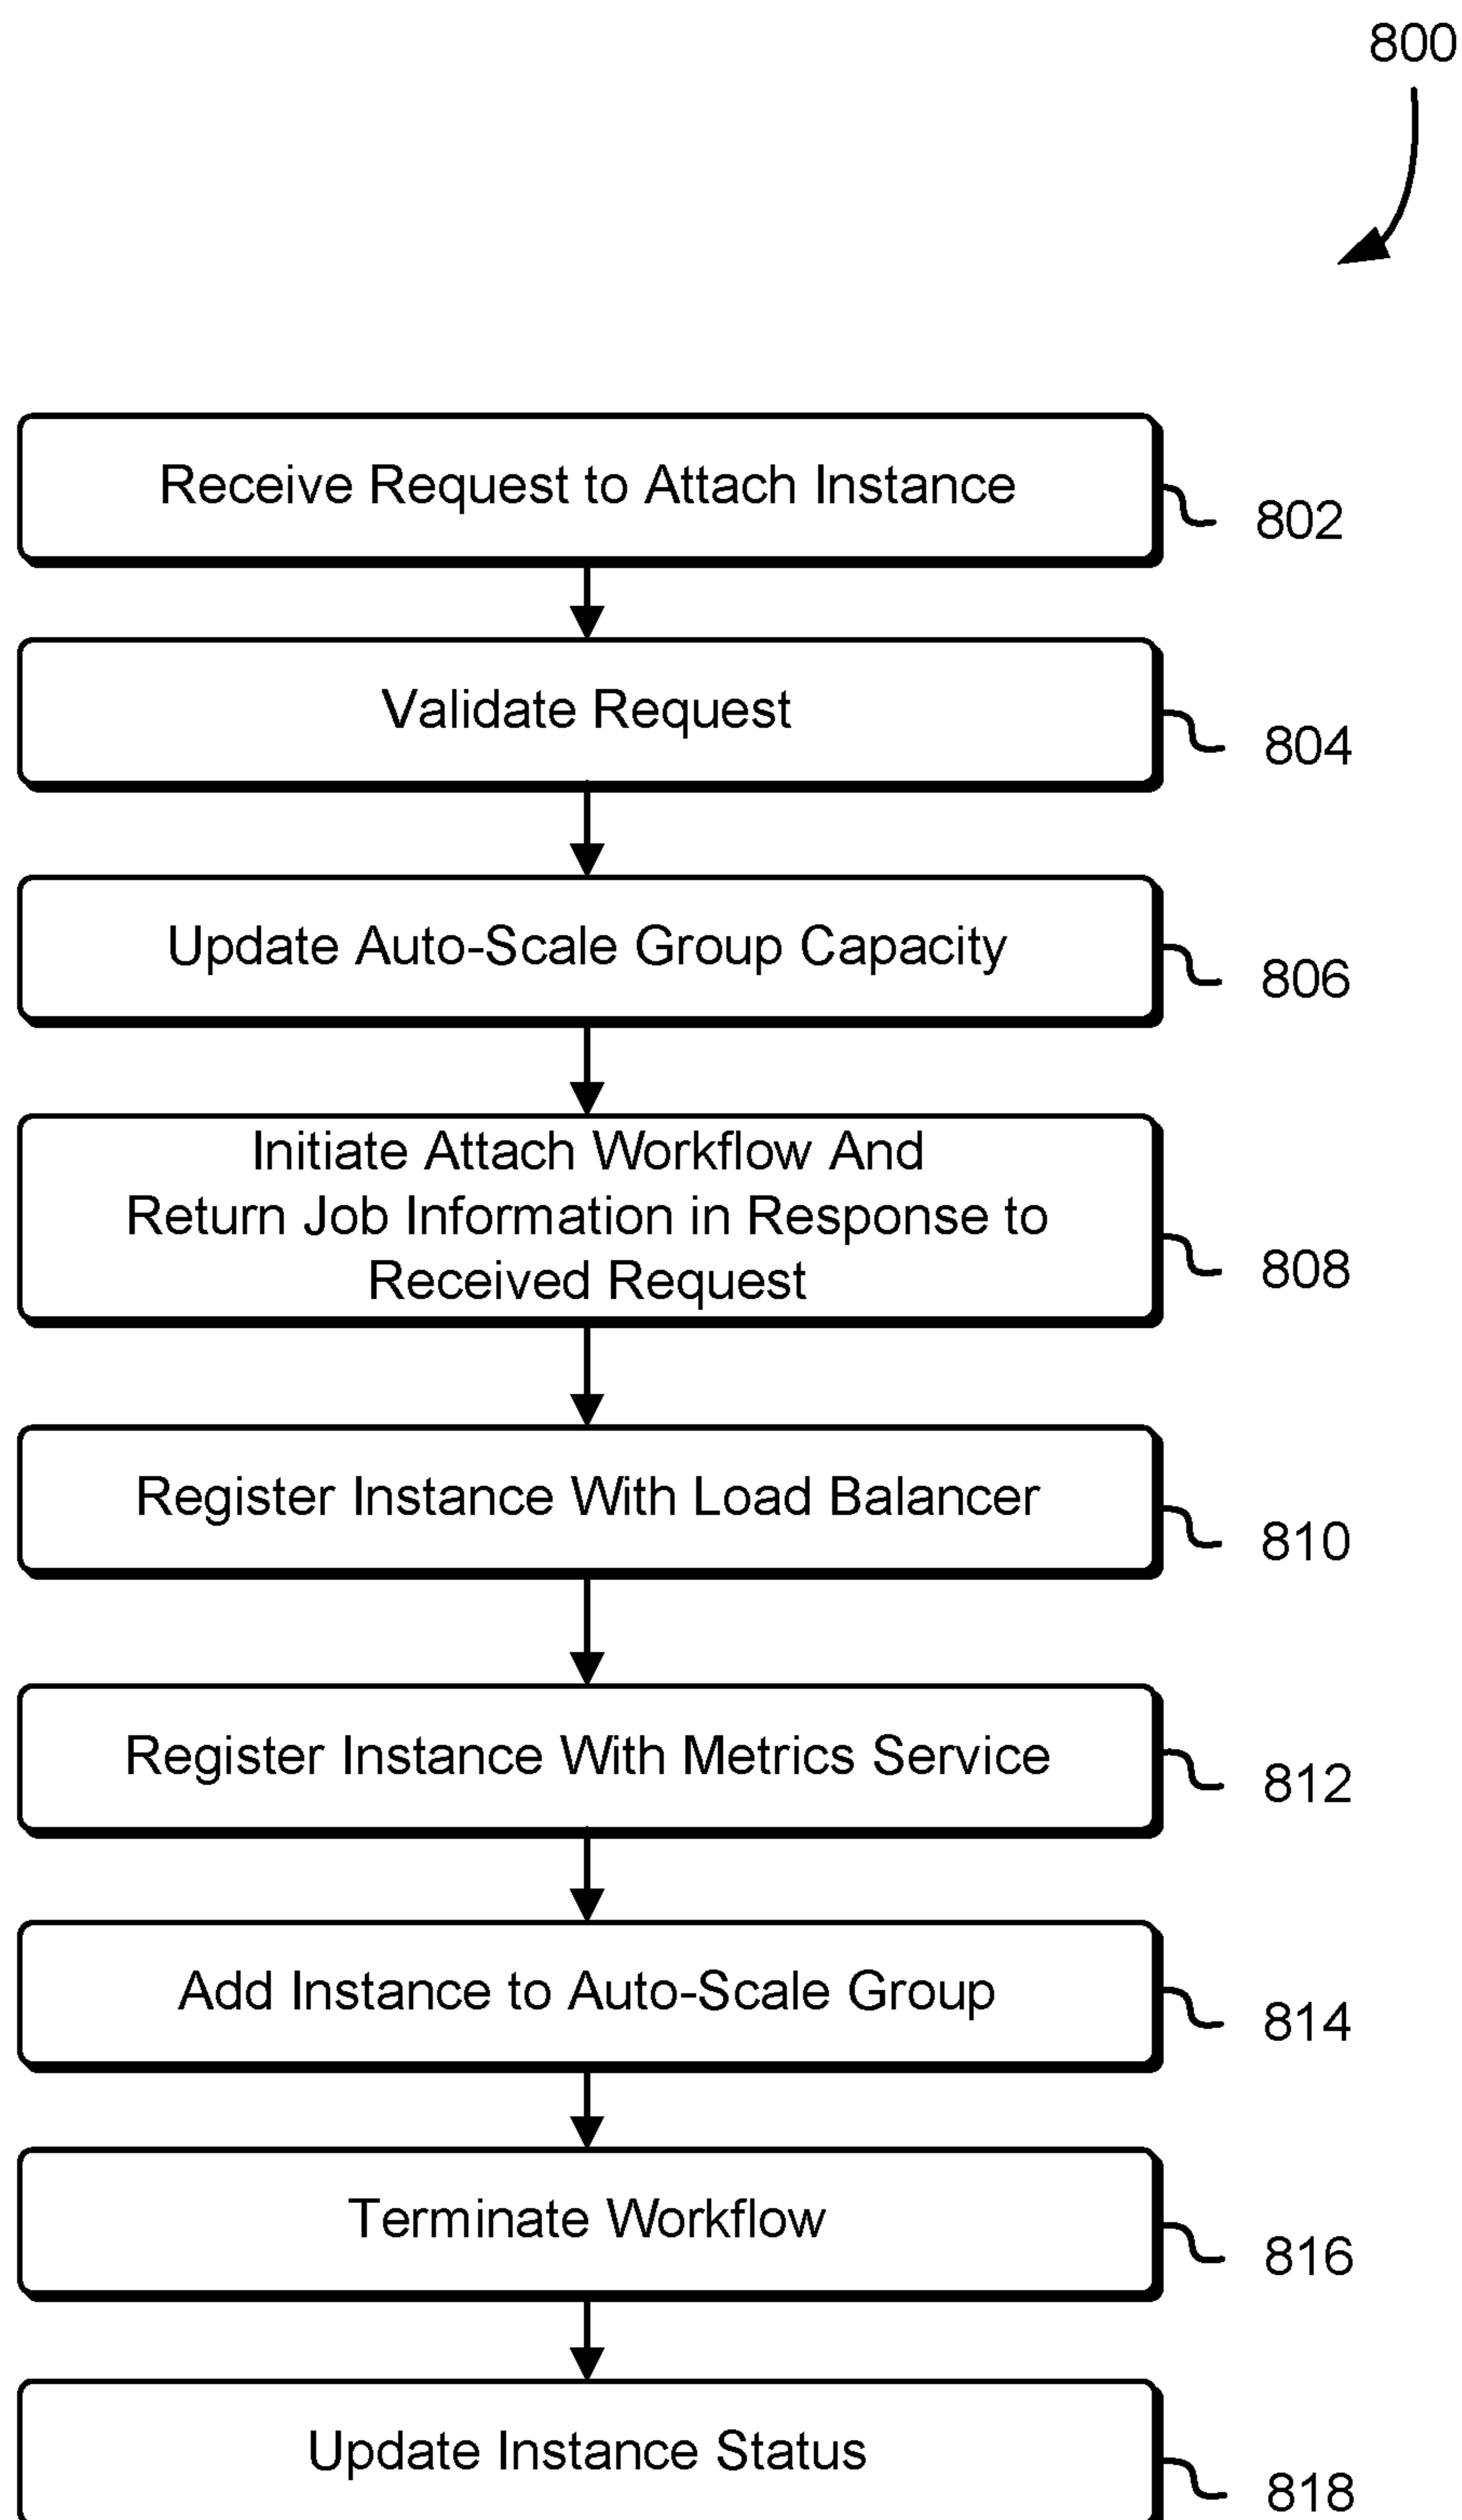 800
Receive Request to Attach Instance
802
Validate Request
804
Update Auto-Scale Group Capacity
806
Initiate Attach Workflow And
Return Job Information in Response to
Received Request
808
Register Instance With Load Balancer
810
Register Instance With Metrics Service
812
Add Instance to Auto-Scale Group
814
Terminate Workflow
816
Update Instance Status
818